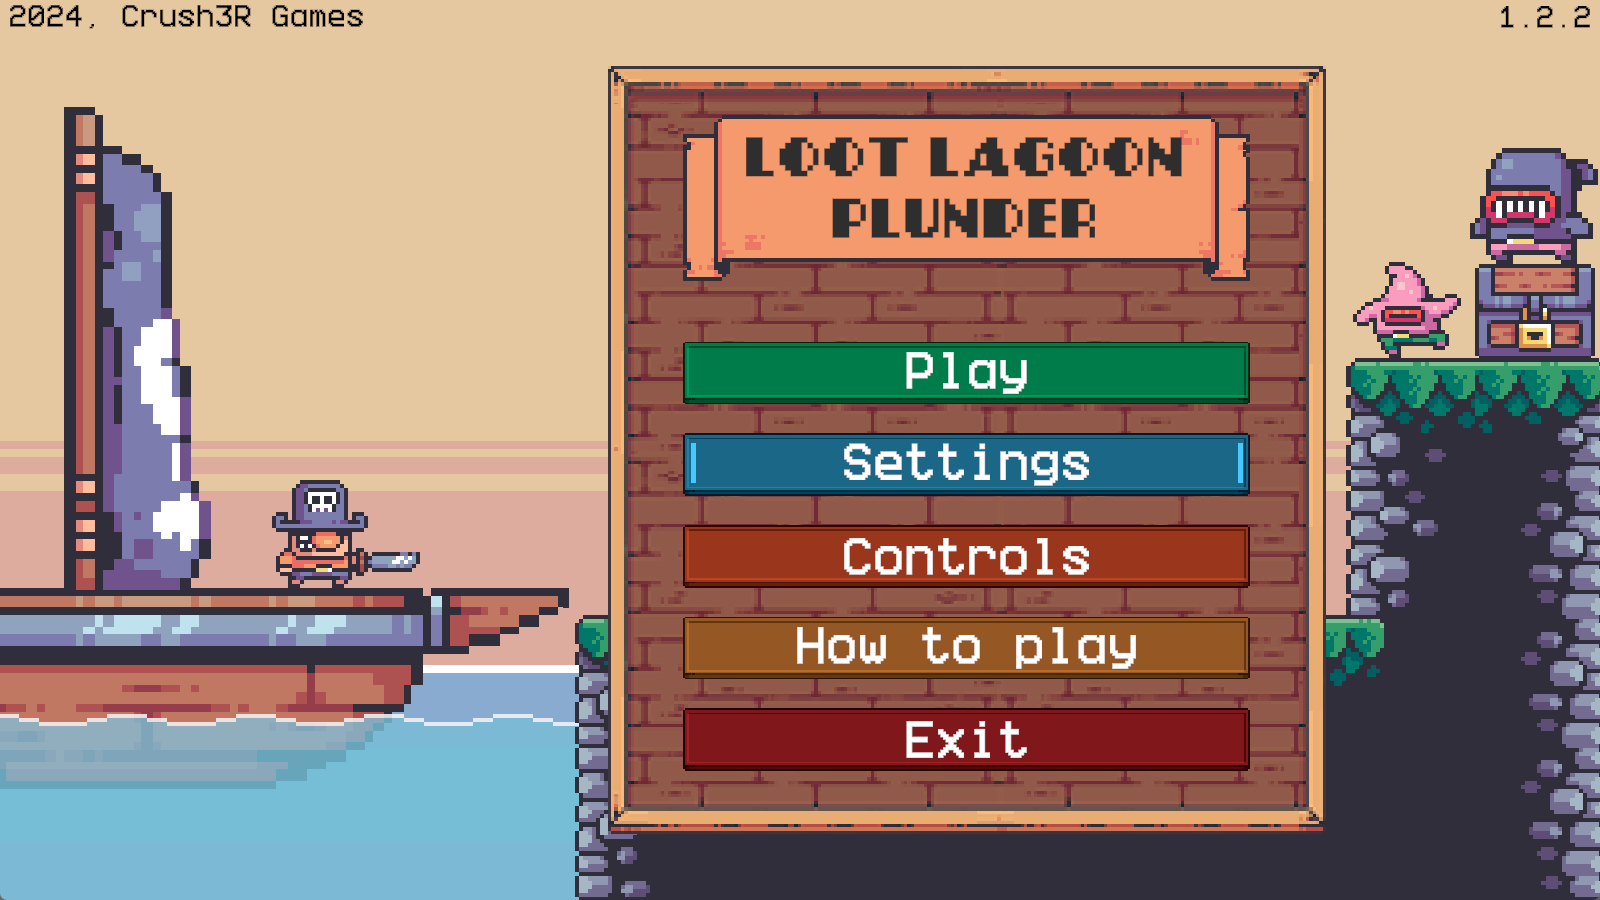 2024, Crush3R Games
1.2.2
LOOT LAGOON
PLUNDER
Play
Settings
Controls
How to play
Exit